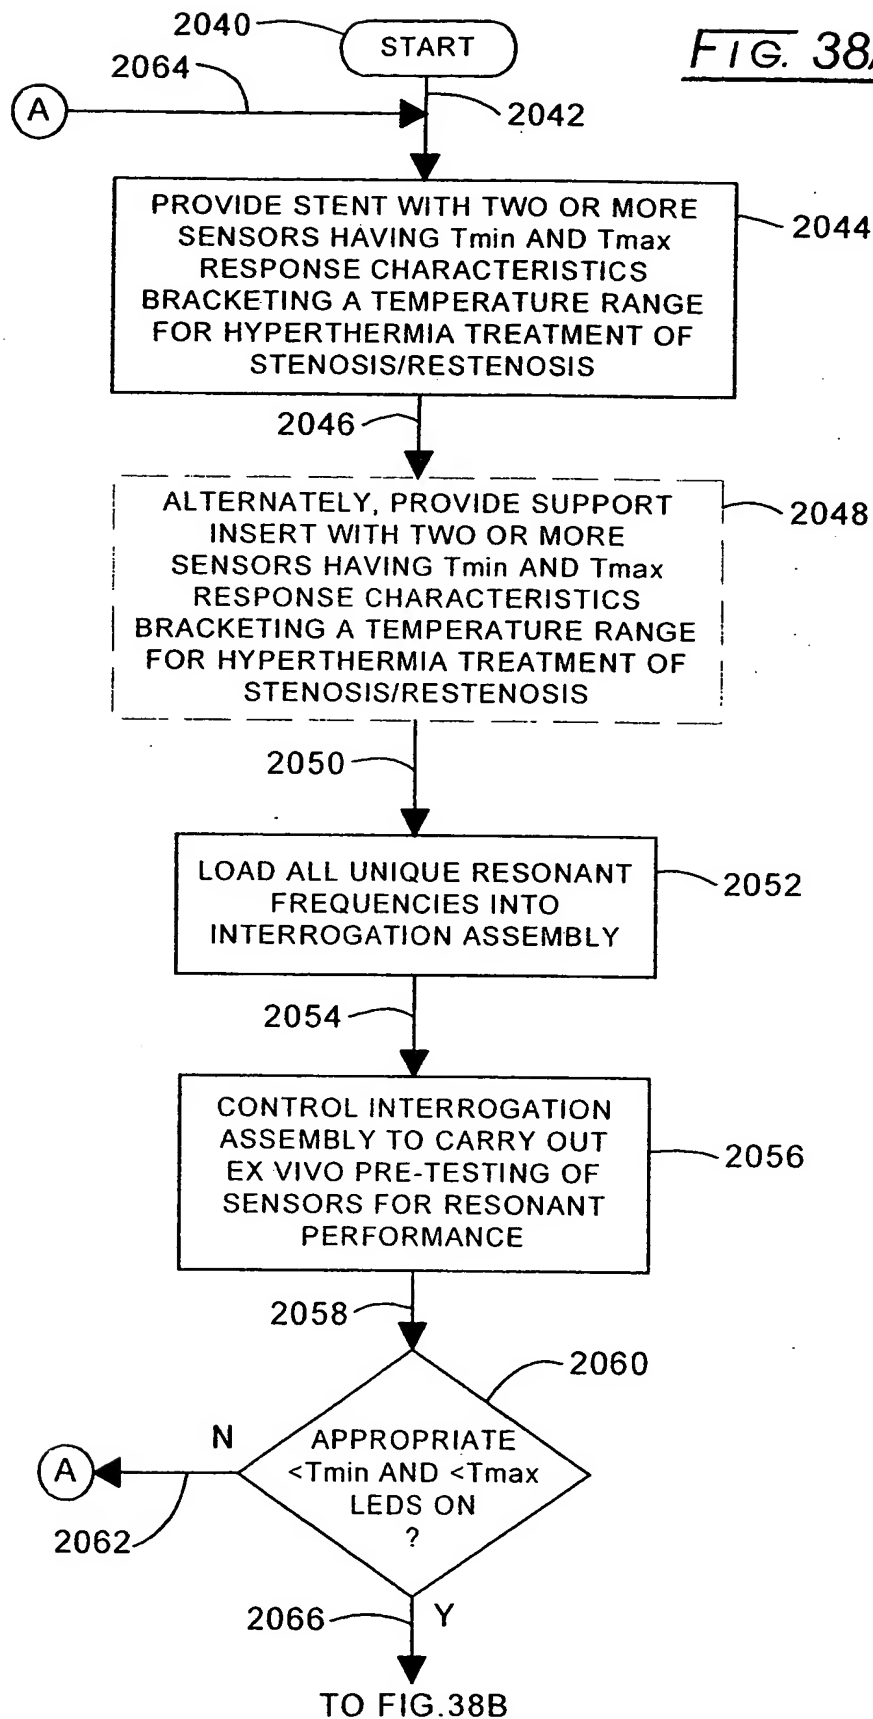 2040
START
FIG. 38A
2064
A
2042
PROVIDE STENT WITH TWO OR MORE
SENSORS HAVING Tmin AND Tmax
RESPONSE CHARACTERISTICS
BRACKETING A TEMPERATURE RANGE
FOR HYPERTHERMIA TREATMENT OF
STENOSIS/RESTENOSIS
2044
2046
ALTERNATELY, PROVIDE SUPPORT
INSERT WITH TWO OR MORE
SENSORS HAVING Tmin AND Tmax
RESPONSE CHARACTERISTICS
BRACKETING A TEMPERATURE RANGE
FOR HYPERTHERMIA TREATMENT OF
STENOSIS/RESTENOSIS
2048
2050
LOAD ALL UNIQUE RESONANT
FREQUENCIES INTO
INTERROGATION ASSEMBLY
2052
2054
CONTROL INTERROGATION
ASSEMBLY TO CARRY OUT
EX VIVO PRE-TESTING OF
SENSORS FOR RESONANT
PERFORMANCE
2056
2058
2060
N
APPROPRIATE
<Tmin AND <Tmax
LEDS ON
?
A
2062
2066
Y
TO FIG.38B